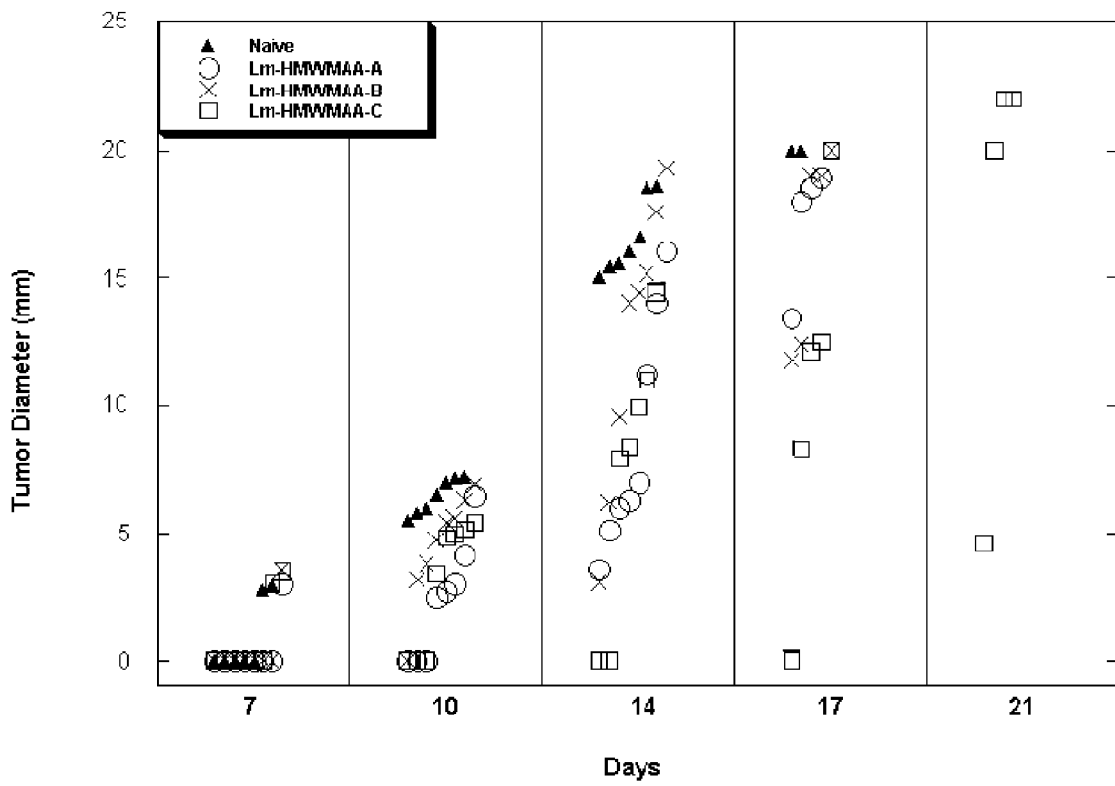 25
Naive
Lm-HMWMAA-A
Lm-HMWMAA-B
Lm-HMWMAA-C
20
15
10
5
0
Tumor Diameter (mm)
7 10 14 17 21
Days